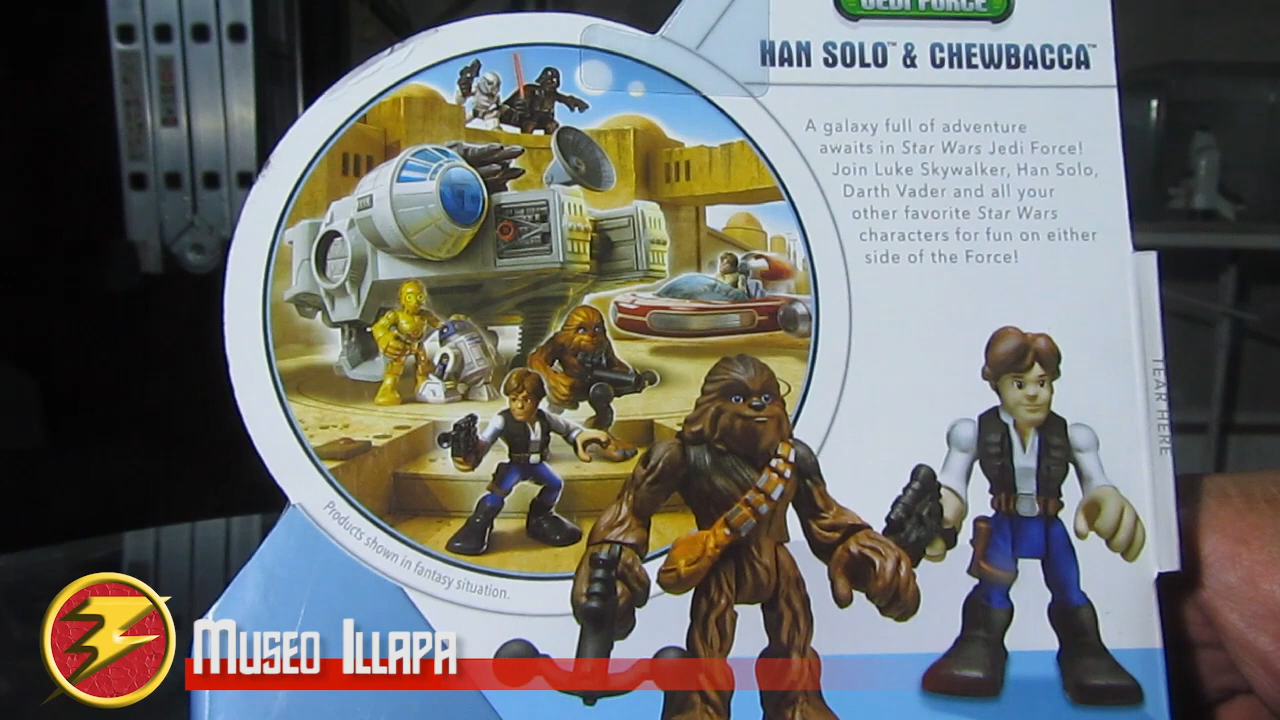 JEDI FORCE
HAN SOLO™ & CHEWBACCA™
A galaxy full of adventure
awaits in Star Wars Jedi Force!
Join Luke Skywalker, Han Solo,
Darth Vader and all your
other favorite Star Wars
characters for fun on either
side of the Force!
TEAR HERE
Products shown in fantasy situation.
MUSEO ILLAPA